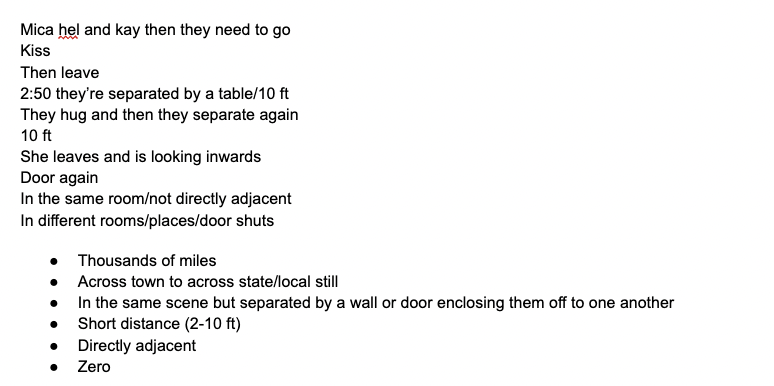 Mica hel and kay then they need to go
Kiss
Then leave
2:50 they’re separated by a table/10 ft
They hug and then they separate again
10 ft
She leaves and is looking inwards
Door again
In the same room/not directly adjacent
In different rooms/places/door shuts
● Thousands of miles
● Across town to across state/local still
● In the same scene but separated by a wall or door enclosing them off to one another
● Short distance (2-10 ft)
● Directly adjacent
● Zero